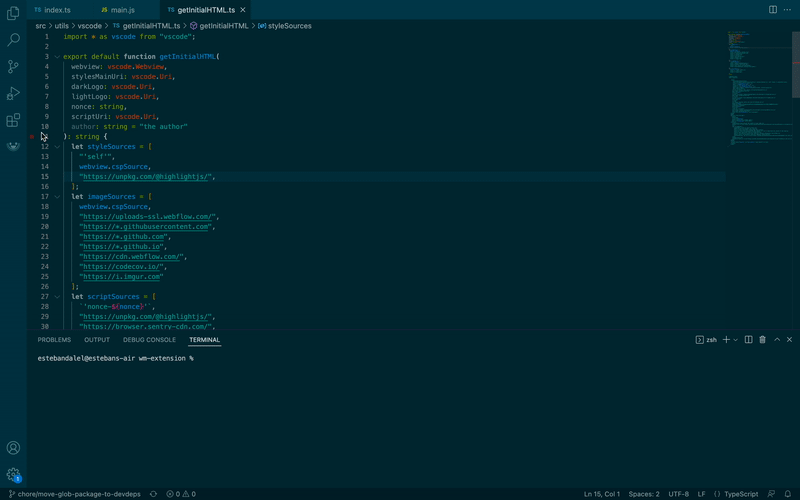 TS index.ts
JS main.js
TS getInitialHTML.ts
src > utils > vscode > TS getInitialHTML.ts > getInitialHTML > styleSources
1 import * as vscode from "vscode";
2
3 export default function getInitialHTML(
4 webview: vscode.Webview,
5 stylesMainUri: vscode.Uri,
6 darkLogo: vscode.Uri,
7 lightLogo: vscode.Uri,
8 nonce: string,
9 scriptUri: vscode.Uri,
10 author: string = "the author"
): string {
12 let styleSources = [
13 "'self'",
14 webview.cspSource,
15 "https://unpkg.com/@highlightjs/",
16 ];
17 let imageSources = [
18 webview.cspSource,
19 "https://uploads-ssl.webflow.com/",
20 "https://*.githubusercontent.com",
21 "https://*.github.com",
22 "https://*.github.io",
23 "https://cdn.webflow.com/",
24 "https://codecov.io/",
25 "https://i.imgur.com"
26 ];
27 let scriptSources = [
28 `'nonce-${nonce}'`,
29 "https://unpkg.com/@highlightjs/",
30 "https://browser.sentry-cdn.com/",
PROBLEMS OUTPUT DEBUG CONSOLE TERMINAL zsh
estebandalel@estebans-air wm-extension %
1
chore/move-glob-package-to-devdeps 0 0 Ln 15, Col 1 Spaces: 2 UTF-8 LF {} TypeScript